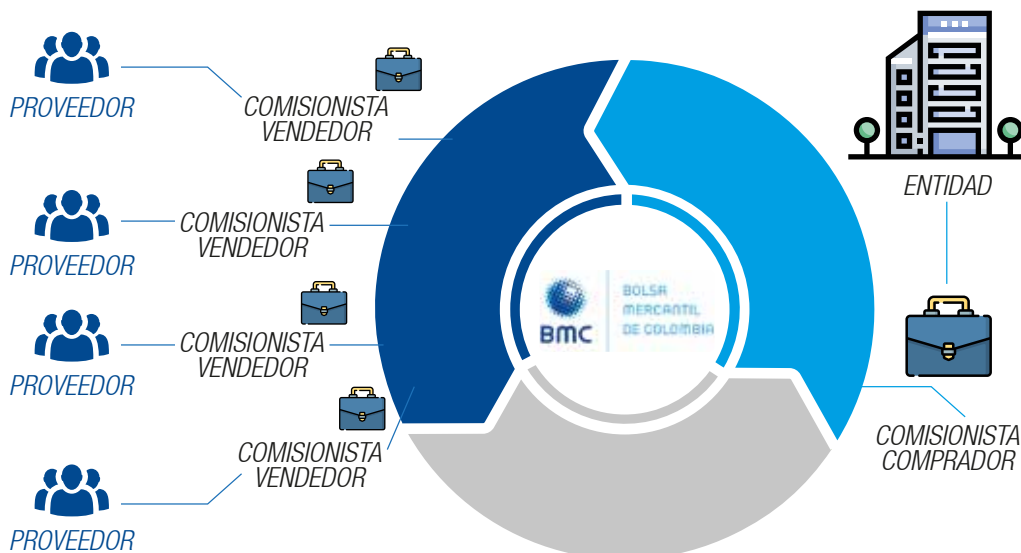 PROVEEDOR
COMISIONISTA
VENDEDOR
PROVEEDOR
COMISIONISTA
VENDEDOR
PROVEEDOR
COMISIONISTA
VENDEDOR
PROVEEDOR
COMISIONISTA
VENDEDOR
BMC
BOLSA
MERCANTIL
DE COLOMBIA
ENTIDAD
COMISIONISTA
COMPRADOR